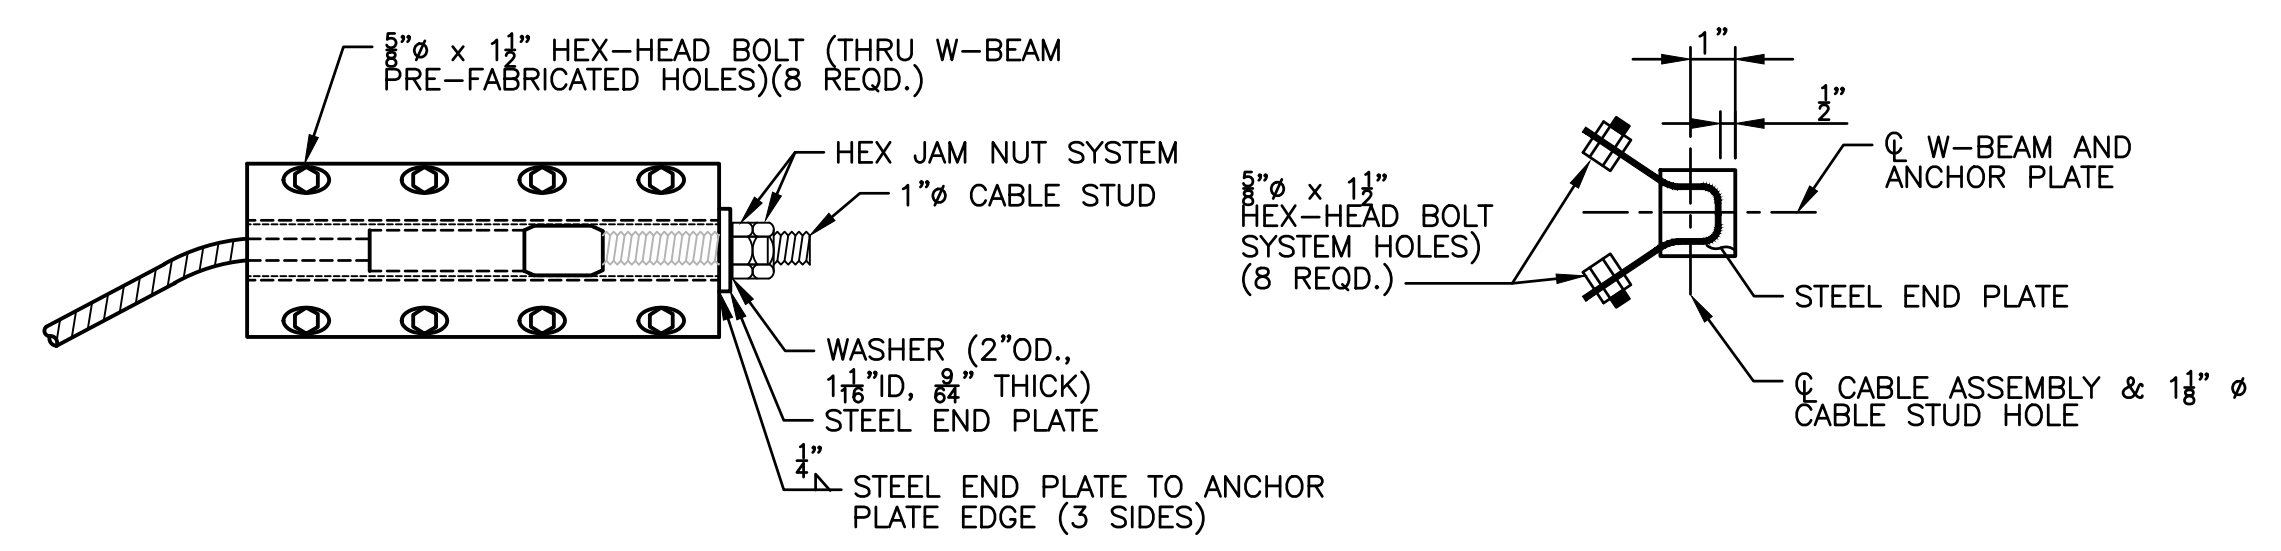 5/8"ø x 1 1/2" HEX-HEAD BOLT (THRU W-BEAM
PRE-FABRICATED HOLES)(8 REQD.)
HEX JAM NUT SYSTEM
1"ø CABLE STUD
WASHER (2"OD.,
1 1/16"ID, 9/64" THICK)
STEEL END PLATE
1/4"
STEEL END PLATE TO ANCHOR
PLATE EDGE (3 SIDES)
1"
1/2"
℄ W-BEAM AND
ANCHOR PLATE
5/8"ø x 1 1/2"
HEX-HEAD BOLT
SYSTEM HOLES)
(8 REQD.)
STEEL END PLATE
℄ CABLE ASSEMBLY & 1 1/8" ø
CABLE STUD HOLE